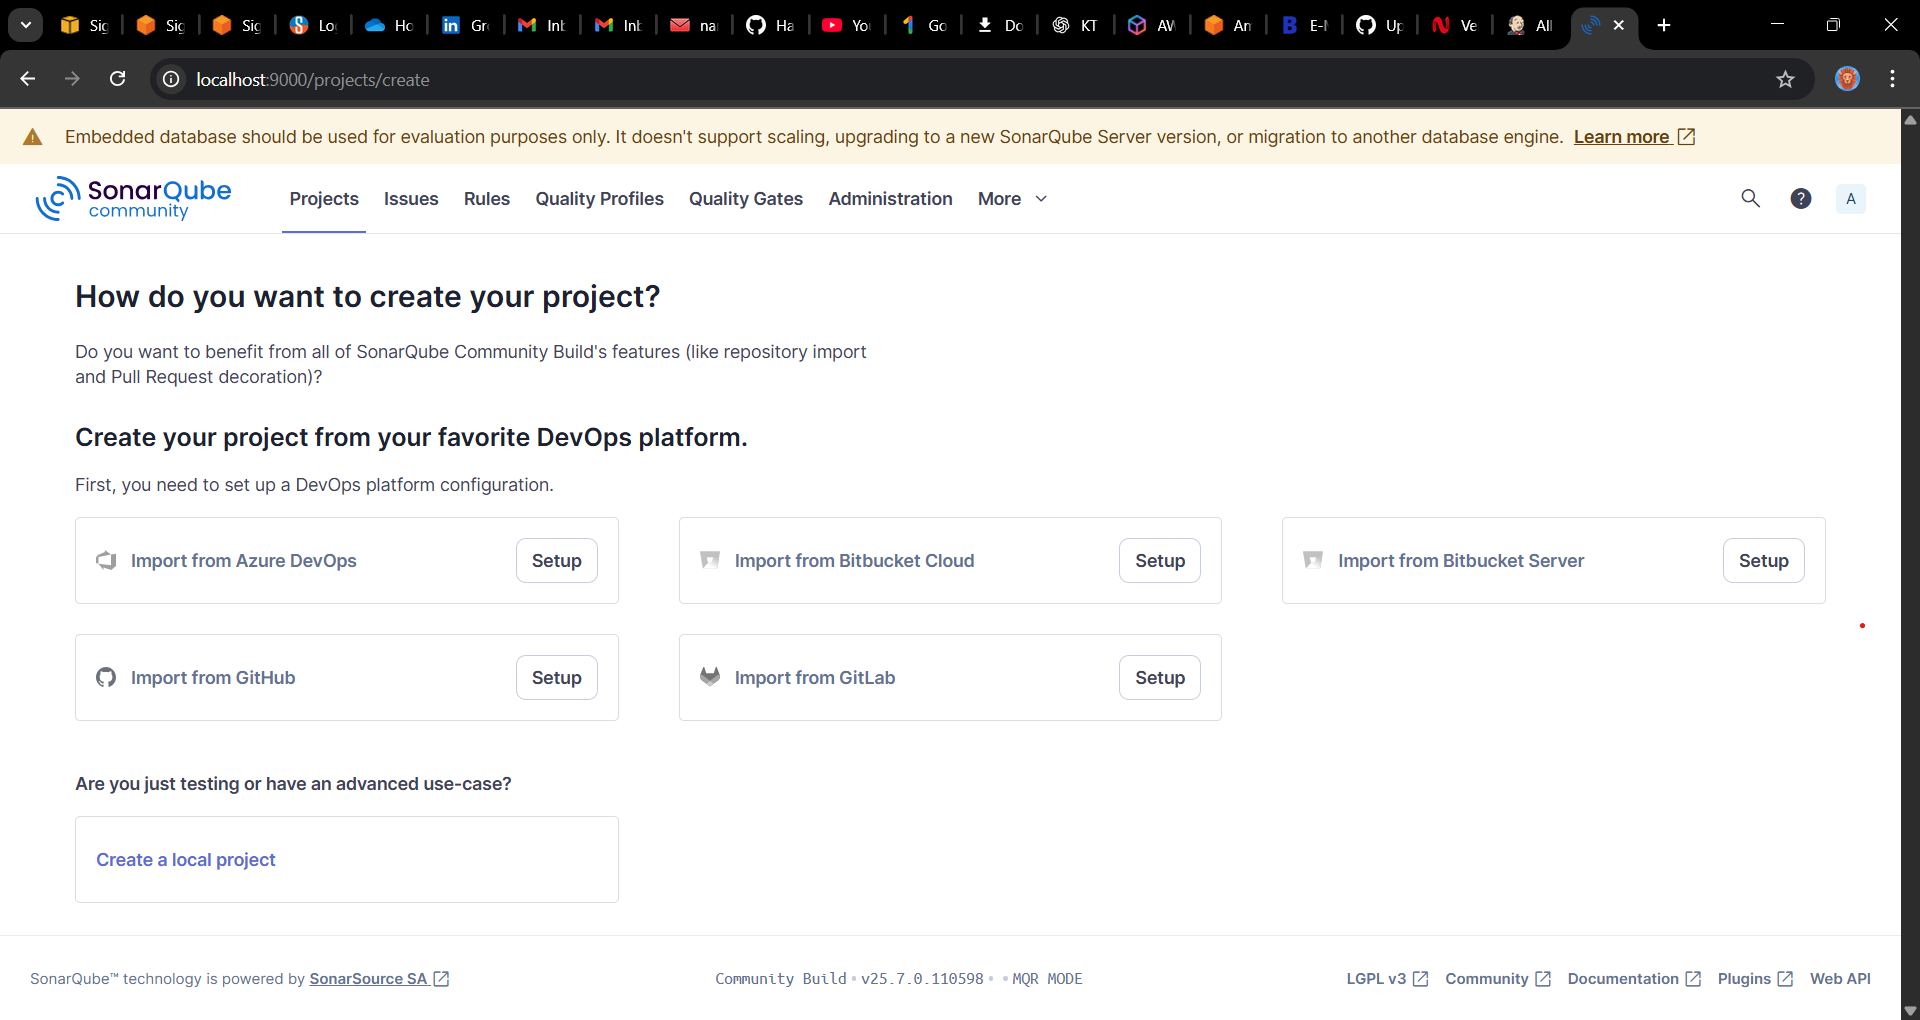 Sig
Sig
Sig
Lo
Ho
Gr
Inb
Inb
na
Ha
You
Go
Do
KT
AW
An
E-M
Up
Ve
All
localhost:9000/projects/create
Embedded database should be used for evaluation purposes only. It doesn't support scaling, upgrading to a new SonarQube Server version, or migration to another database engine. Learn more
SonarQube community
Projects Issues Rules Quality Profiles Quality Gates Administration More
? A
How do you want to create your project?
Do you want to benefit from all of SonarQube Community Build's features (like repository import
and Pull Request decoration)?
Create your project from your favorite DevOps platform.
First, you need to set up a DevOps platform configuration.
Import from Azure DevOps Setup
Import from Bitbucket Cloud Setup
Import from Bitbucket Server Setup
Import from GitHub Setup
Import from GitLab Setup
Are you just testing or have an advanced use-case?
Create a local project
SonarQube™ technology is powered by SonarSource SA
Community Build • v25.7.0.110598 • • MQR MODE
LGPL v3 Community Documentation Plugins Web API